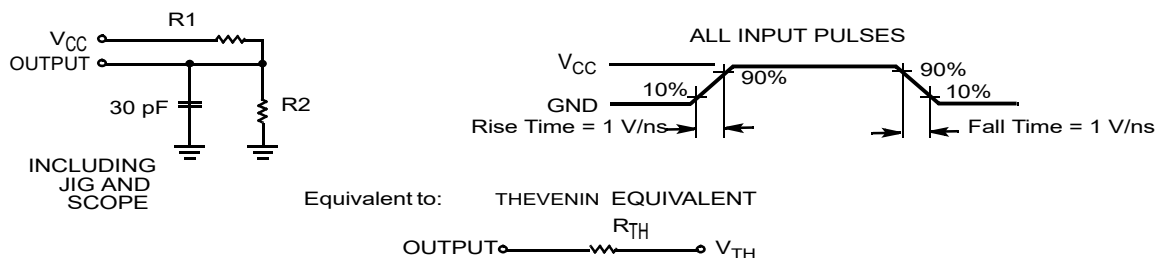 R1
VCC
OUTPUT
30 pF
R2
INCLUDING
JIG AND
SCOPE
ALL INPUT PULSES
VCC
GND
10%
90%
90%
10%
Rise Time = 1 V/ns
Fall Time = 1 V/ns
Equivalent to: THEVENIN EQUIVALENT
RTH
OUTPUT
VTH